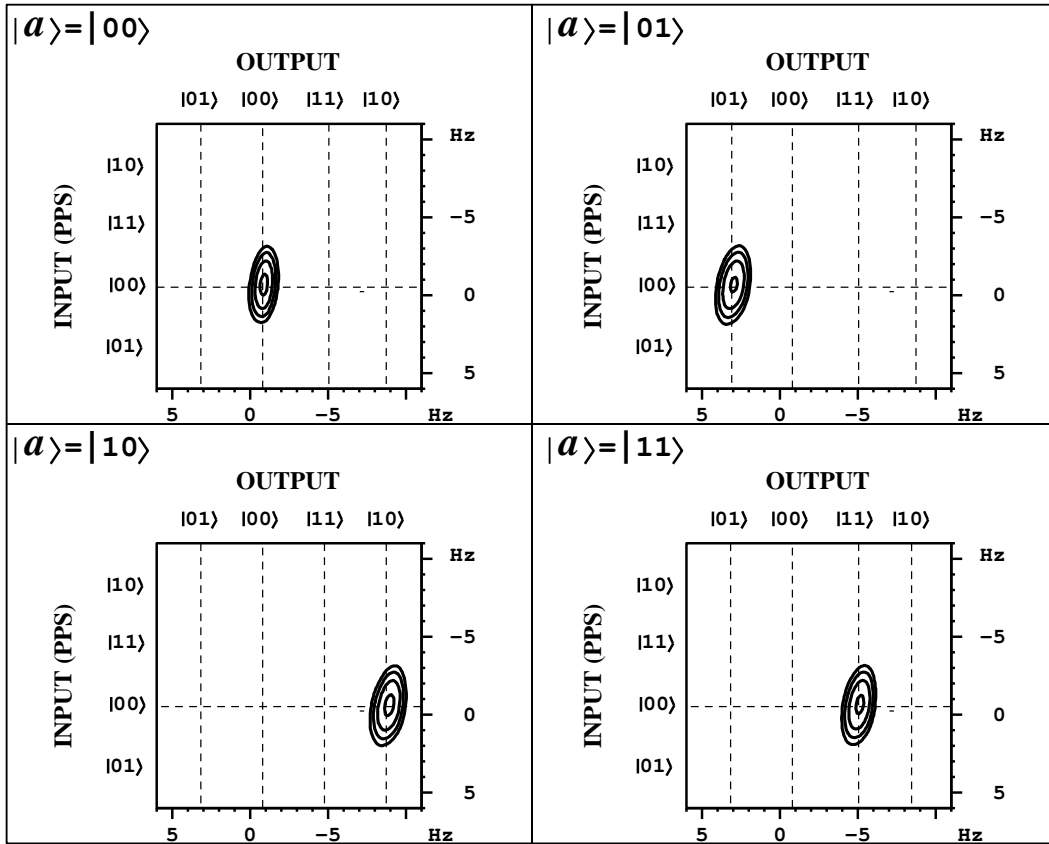 |a⟩=|00⟩
OUTPUT
|01⟩ |00⟩ |11⟩ |10⟩
Hz
|10⟩
|11⟩
−5
|00⟩
0
|01⟩
5
INPUT (PPS)
5 0 −5 Hz
|a⟩=|01⟩
OUTPUT
|01⟩ |00⟩ |11⟩ |10⟩
Hz
|10⟩
|11⟩
−5
|00⟩
0
|01⟩
5
INPUT (PPS)
5 0 −5 Hz
|a⟩=|10⟩
OUTPUT
|01⟩ |00⟩ |11⟩ |10⟩
Hz
|10⟩
|11⟩
−5
|00⟩
0
|01⟩
5
INPUT (PPS)
5 0 −5 Hz
|a⟩=|11⟩
OUTPUT
|01⟩ |00⟩ |11⟩ |10⟩
Hz
|10⟩
|11⟩
−5
|00⟩
0
|01⟩
5
INPUT (PPS)
5 0 −5 Hz